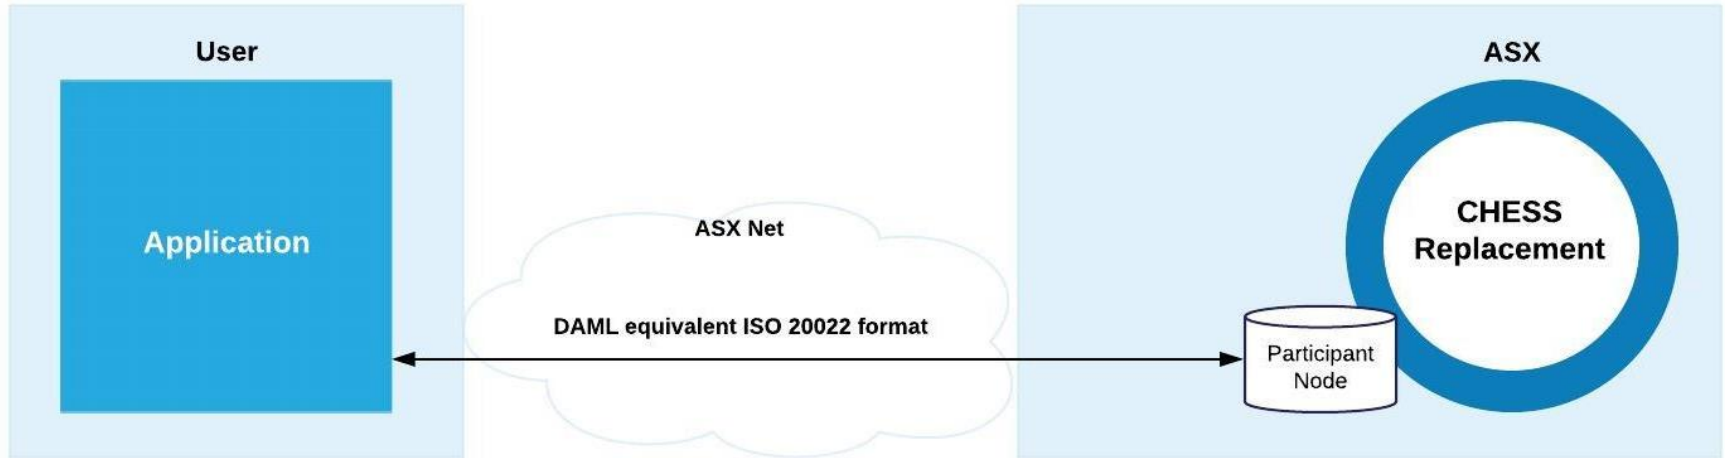 User
ASX
Application
ASX Net
CHESS
Replacement
DAML equivalent ISO 20022 format
Participant
Node